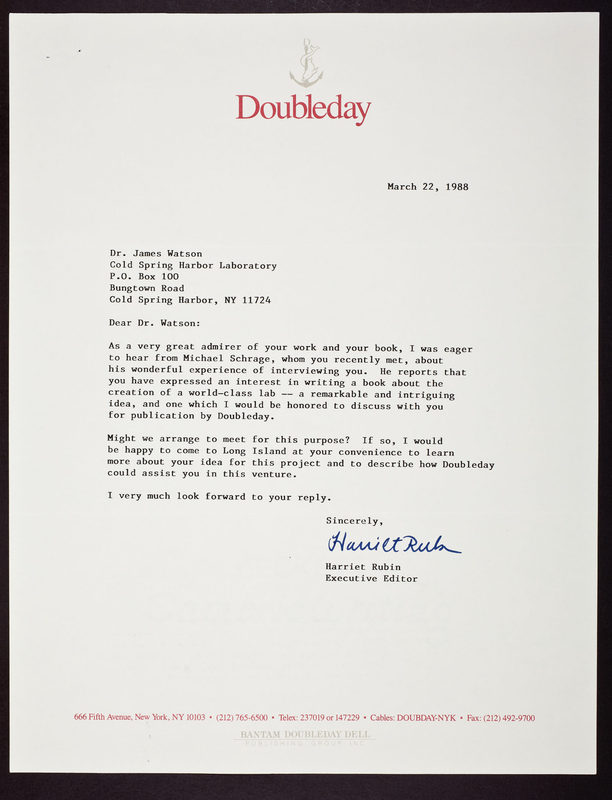 Doubleday
March 22, 1988
Dr. James Watson
Cold Spring Harbor Laboratory
P.O. Box 100
Bungtown Road
Cold Spring Harbor, NY 11724
Dear Dr. Watson:
As a very great admirer of your work and your book, I was eager
to hear from Michael Schrage, whom you recently met, about
his wonderful experience of interviewing you. He reports that
you have expressed an interest in writing a book about the
creation of a world-class lab -- a remarkable and intriguing
idea, and one which I would be honored to discuss with you
for publication by Doubleday.
Might we arrange to meet for this purpose? If so, I would
be happy to come to Long Island at your convenience to learn
more about your idea for this project and to describe how Doubleday
could assist you in this venture.
I very much look forward to your reply.
Sincerely,
Harriet Rubin
Harriet Rubin
Executive Editor
666 Fifth Avenue, New York, NY 10103 • (212) 765-6500 • Telex: 237019 or 147229 • Cables: DOUBDAY-NYK • Fax: (212) 492-9700
BANTAM DOUBLEDAY DELL
PUBLISHING GROUP INC